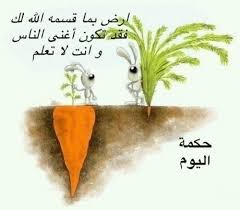 ارض بما قسمه الله لك
فقد تكون أغنى الناس
و انت لا تعلم
حكمة
اليوم